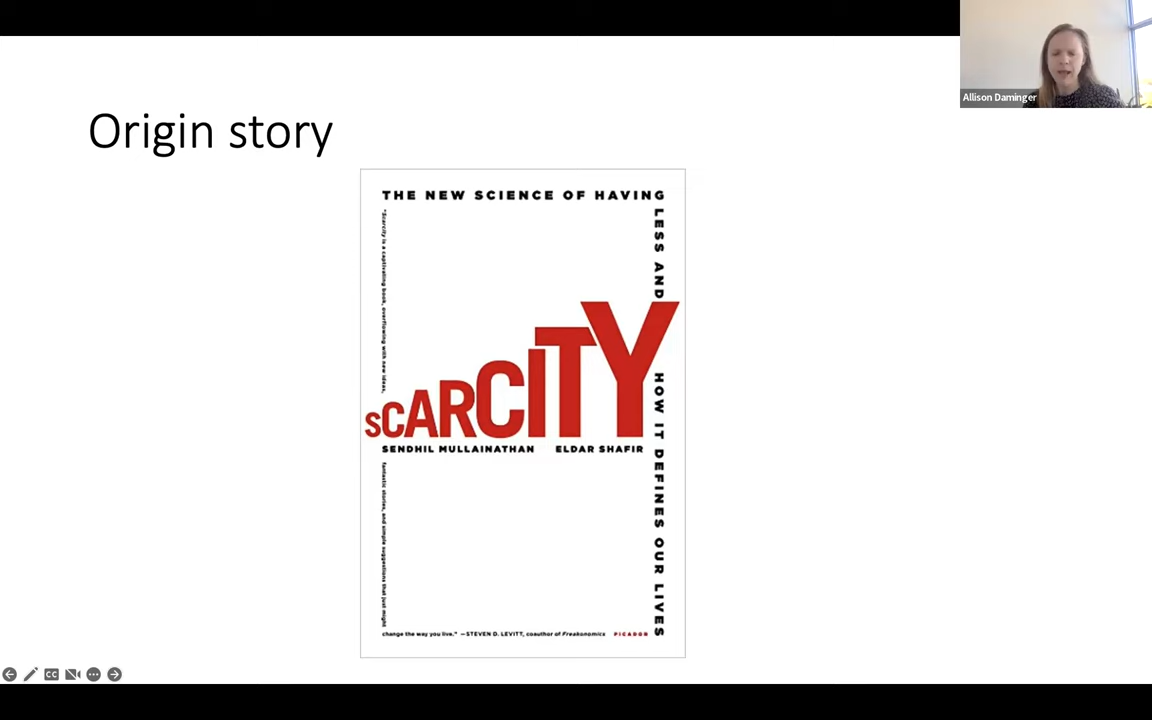 Allison Daminger
Origin story
THE NEW SCIENCE OF HAVING
LESS AND
HOW IT DEFINES OUR LIVES
"Scarcity is a captivating book, overflowing with new ideas,
SCARCITY
SENDHIL MULLAINATHAN ELDAR SHAFIR
fantastic stories, and simple suggestions that just might
change the way you live." —STEVEN D. LEVITT, coauthor of Freakonomics
PICADOR
CC